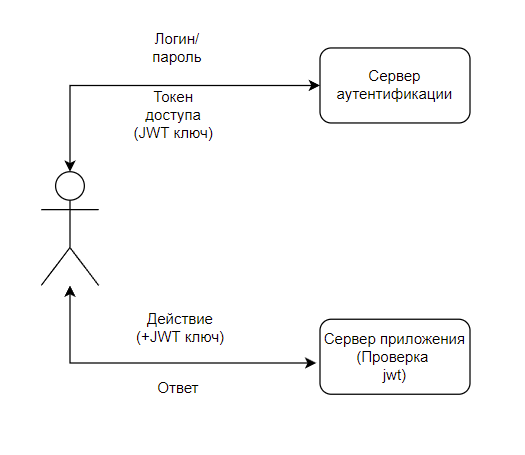 Логин/
пароль
Сервер
аутентификации
Токен
доступа
(JWT ключ)
Действие
(+JWT ключ)
Сервер приложения
(Проверка
jwt)
Ответ